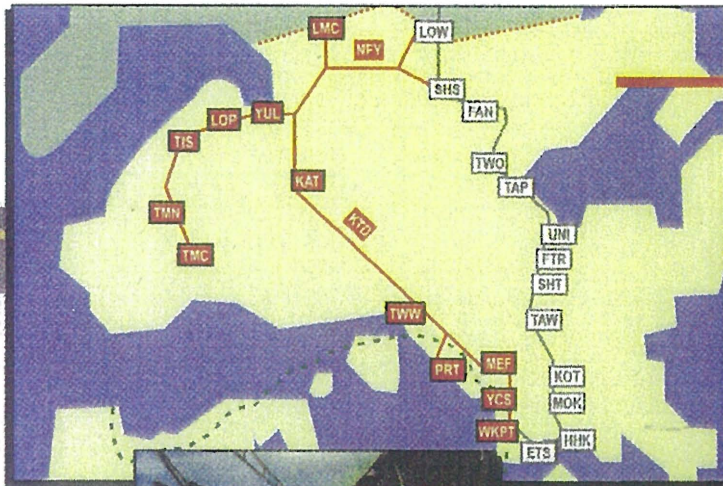 LMC
NFY
LOW
SHS
FAN
LOP
YUL
TIS
TWO
KAT
TAP
TMN
KTD
UNI
TMC
FTR
SHT
TWW
TAW
MEF
PRT
KOT
YCS
MOK
WKPT
HHK
ETS